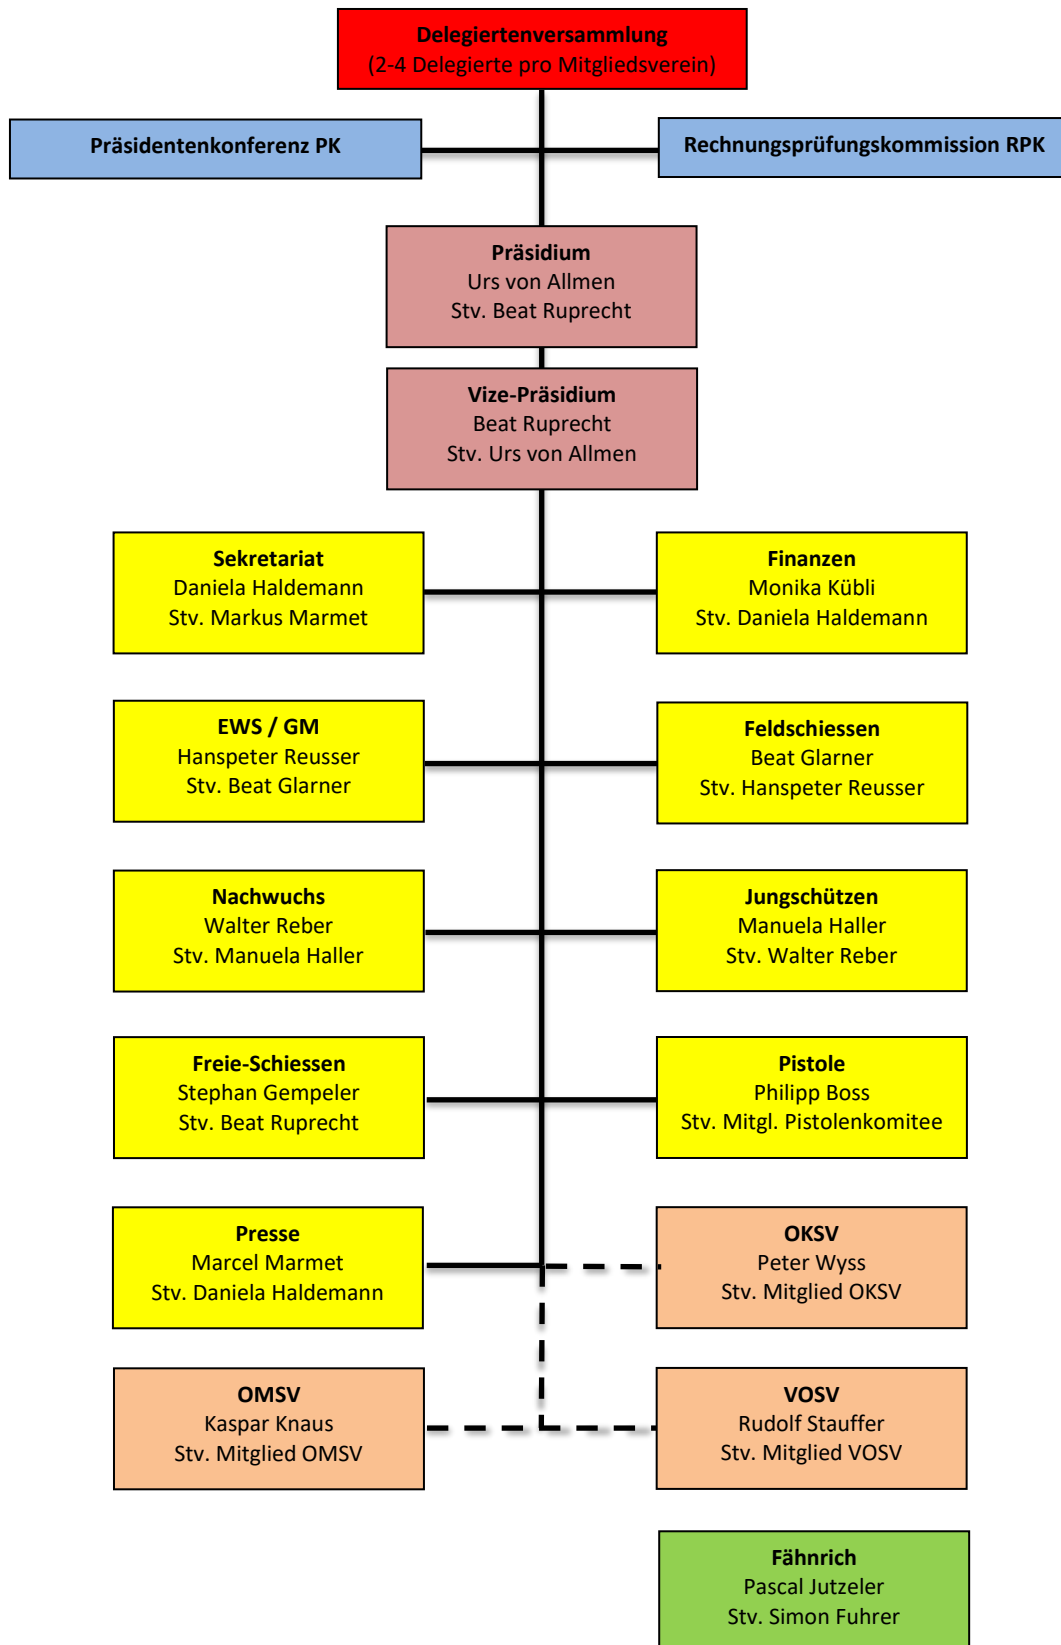 Delegiertenversammlung
(2-4 Delegierte pro Mitgliedsverein)
Präsidentenkonferenz PK
Rechnungsprüfungskommission RPK
Präsidium
Urs von Allmen
Stv. Beat Ruprecht
Vize-Präsidium
Beat Ruprecht
Stv. Urs von Allmen
Sekretariat
Daniela Haldemann
Stv. Markus Marmet
Finanzen
Monika Kübli
Stv. Daniela Haldemann
EWS / GM
Hanspeter Reusser
Stv. Beat Glarner
Feldschiessen
Beat Glarner
Stv. Hanspeter Reusser
Nachwuchs
Walter Reber
Stv. Manuela Haller
Jungschützen
Manuela Haller
Stv. Walter Reber
Freie-Schiessen
Stephan Gempeler
Stv. Beat Ruprecht
Pistole
Philipp Boss
Stv. Mitgl. Pistolenkomitee
Presse
Marcel Marmet
Stv. Daniela Haldemann
OKSV
Peter Wyss
Stv. Mitglied OKSV
OMSV
Kaspar Knaus
Stv. Mitglied OMSV
VOSV
Rudolf Stauffer
Stv. Mitglied VOSV
Fähnrich
Pascal Jutzeler
Stv. Simon Fuhrer